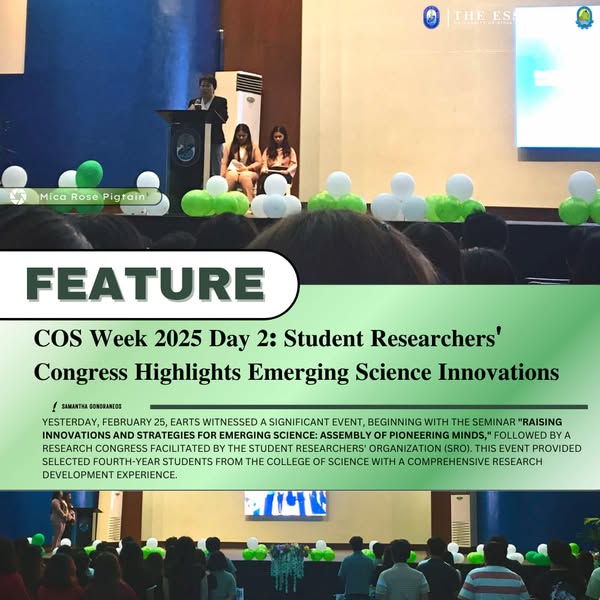 THE ESS
Mica Rose Pigrain
FEATURE
COS Week 2025 Day 2: Student Researchers'
Congress Highlights Emerging Science Innovations
SAMANTHA GONDRANEOS
YESTERDAY, FEBRUARY 25, EARTS WITNESSED A SIGNIFICANT EVENT, BEGINNING WITH THE SEMINAR "RAISING
INNOVATIONS AND STRATEGIES FOR EMERGING SCIENCE: ASSEMBLY OF PIONEERING MINDS," FOLLOWED BY A
RESEARCH CONGRESS FACILITATED BY THE STUDENT RESEARCHERS' ORGANIZATION (SRO). THIS EVENT PROVIDED
SELECTED FOURTH-YEAR STUDENTS FROM THE COLLEGE OF SCIENCE WITH A COMPREHENSIVE RESEARCH
DEVELOPMENT EXPERIENCE.